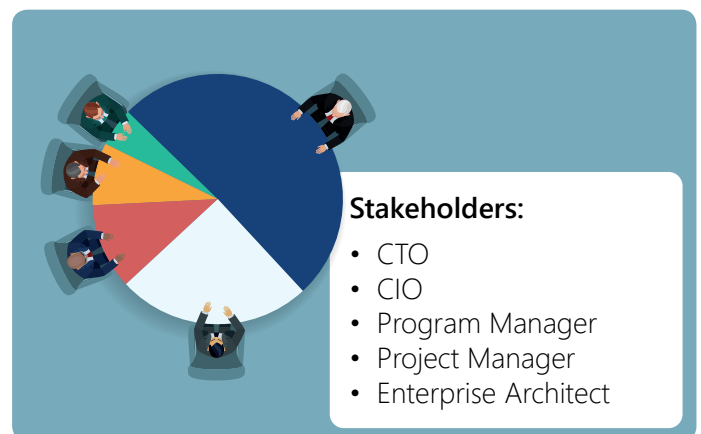 Stakeholders:
• CTO
• CIO
• Program Manager
• Project Manager
• Enterprise Architect